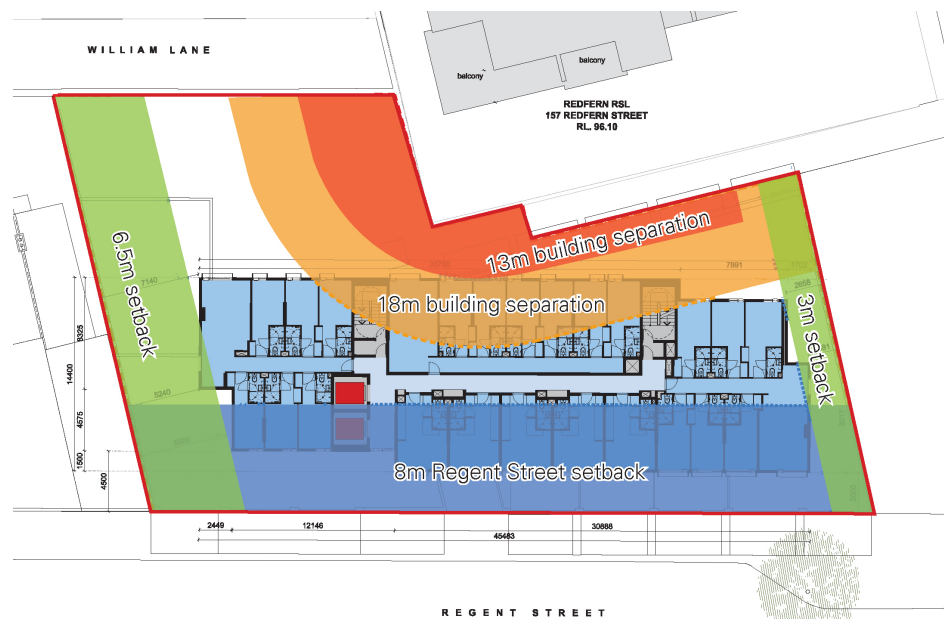 WILLIAM LANE
balcony
balcony
REDFERN RSL
157 REDFERN STREET
RL. 96.10
13m building separation
7891
6.5m setback
7140
18m building separation
2658
3m setback
8325
14400
5240
4575
8m Regent Street setback
1500
4500
2449
12146
30888
45483
REGENT STREET